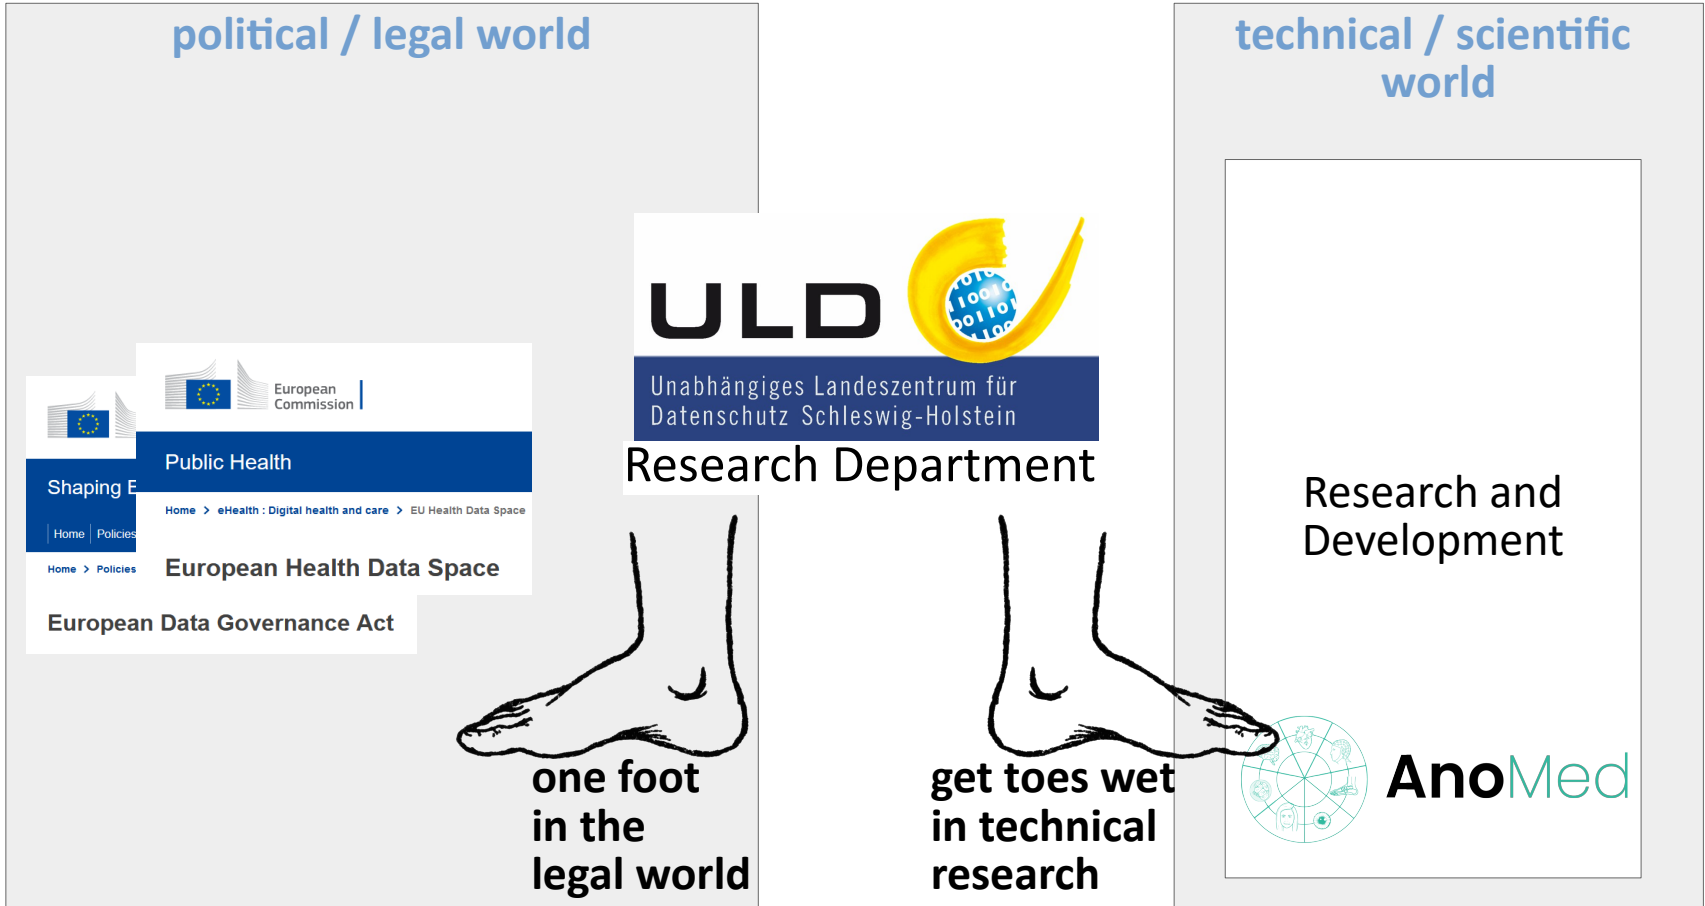 political / legal world
technical / scientific
world
ULD
Unabhängiges Landeszentrum für
Datenschutz Schleswig-Holstein
Research Department
European
Commission
Public Health
Home > eHealth : Digital health and care > EU Health Data Space
European Health Data Space
Shaping E
Home | Policies
Home > Policies
European Data Governance Act
Research and
Development
one foot
in the
legal world
get toes wet
in technical
research
AnoMed